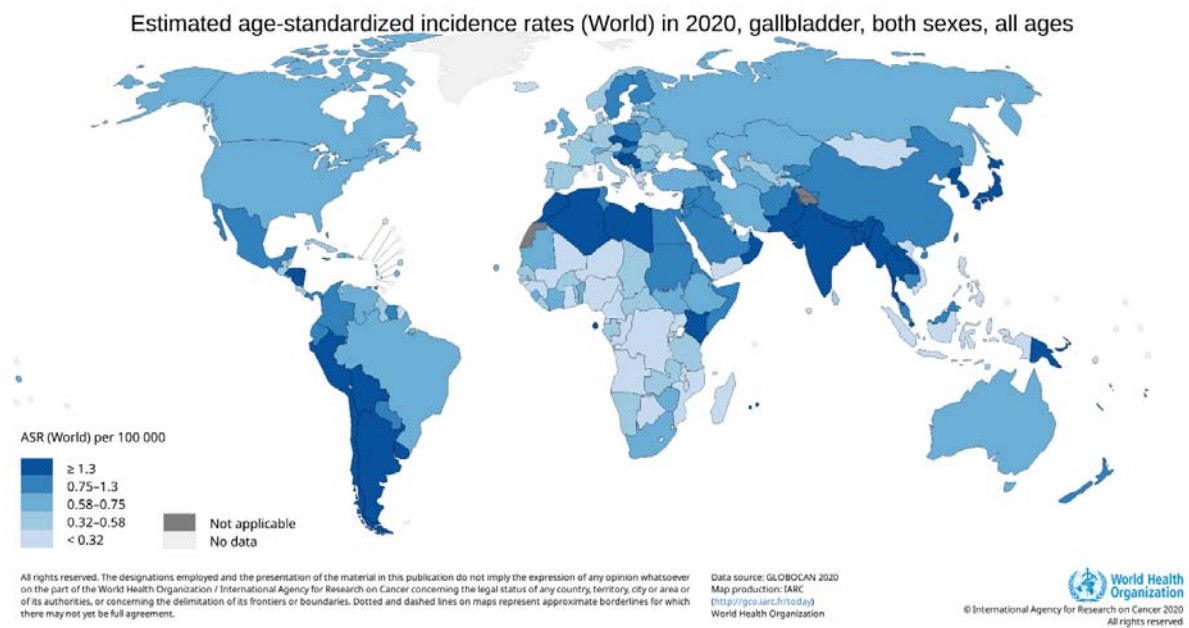 Estimated age-standardized incidence rates (World) in 2020, gallbladder, both sexes, all ages
ASR (World) per 100 000
≥ 1.3
0.75–1.3
0.58–0.75
0.32–0.58
< 0.32
Not applicable
No data
All rights reserved. The designations employed and the presentation of the material in this publication do not imply the expression of any opinion whatsoever
on the part of the World Health Organization / International Agency for Research on Cancer concerning the legal status of any country, territory, city or area or
of its authorities, or concerning the delimitation of its frontiers or boundaries. Dotted and dashed lines on maps represent approximate borderlines for which
there may not yet be full agreement.
Data source: GLOBOCAN 2020
Map production: IARC
(http://gco.iarc.fr/today)
World Health Organization
World Health
Organization
© International Agency for Research on Cancer 2020
All rights reserved